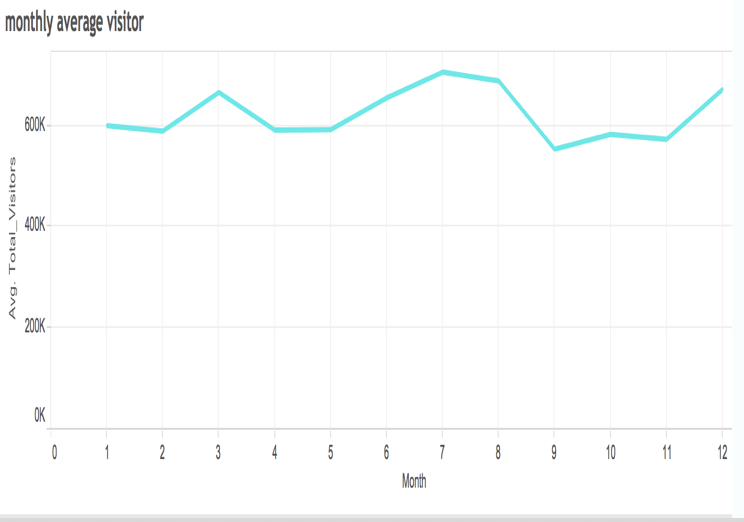 monthly average visitor
Avg. Total_Visitors
600K
400K
200K
0K
0 1 2 3 4 5 6 7 8 9 10 11 12
Month